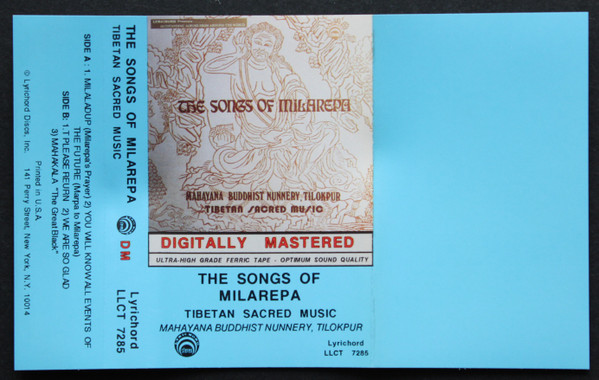 THE SONGS OF MILAREPA
MAHAYANA BUDDHIST NUNNERY, TILOKPUR
TIBETAN SACRED MUSIC
DIGITALLY MASTERED
ULTRA-HIGH GRADE FERRIC TAPE - OPTIMUM SOUND QUALITY
THE SONGS OF
MILAREPA
TIBETAN SACRED MUSIC
MAHAYANA BUDDHIST NUNNERY, TILOKPUR
Lyrichord
LLCT 7285
THE SONGS OF MILAREPA
TIBETAN SACRED MUSIC
DM
Lyrichord
LLCT 7285
SIDE A: 1. MILALADUP (Milarepa's Prayer) 2) YOU WILL KNOW ALL EVENTS OF
THE FUTURE (Marpa to Milarepa)
SIDE B: 1.T PLEASE REURN 2) WE ARE SO GLAD
3) MAHAKALA "The Great Black"
Printed in U.S.A.
© Lyrichord Discs, Inc. 141 Perry Street, New York, N.Y. 10014